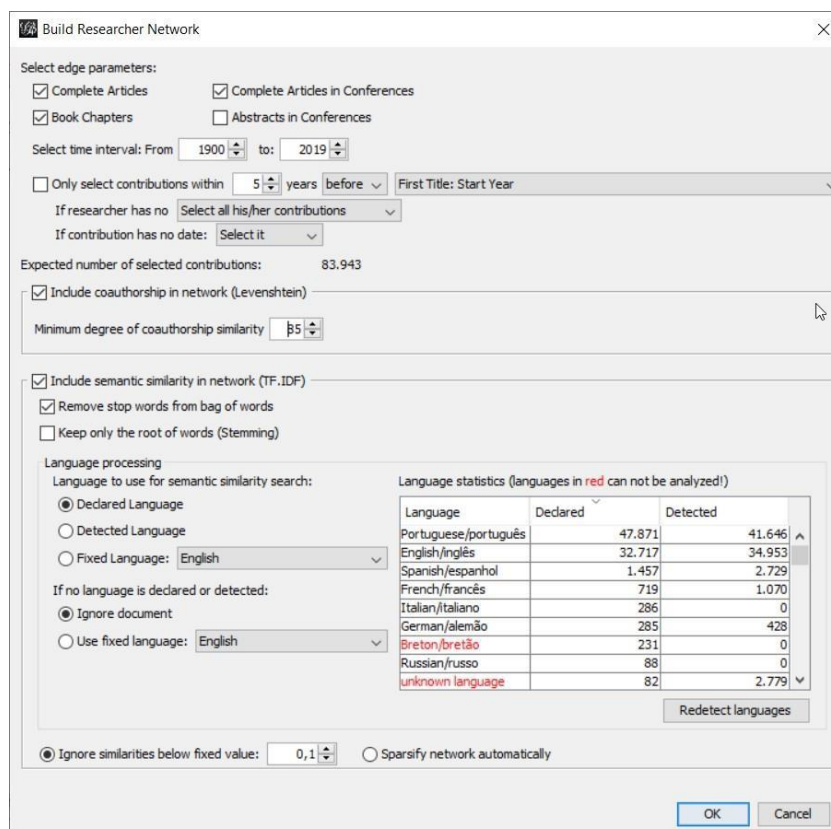 Build Researcher Network
Select edge parameters:
Complete Articles Complete Articles in Conferences
Book Chapters Abstracts in Conferences
Select time interval: From 1900 to: 2019
Only select contributions within 5 years before First Title: Start Year
If researcher has no Select all his/her contributions
If contribution has no date: Select it
Expected number of selected contributions: 83.943
Include coauthorship in network (Levenshtein)
Minimum degree of coauthorship similarity 85
Include semantic similarity in network (TF.IDF)
Remove stop words from bag of words
Keep only the root of words (Stemming)
Language processing
Language to use for semantic similarity search:
Declared Language
Detected Language
Fixed Language: English
If no language is declared or detected:
Ignore document
Use fixed language: English
Language statistics (languages in red can not be analyzed!)
Language Declared Detected
Portuguese/português 47.871 41.646
English/inglês 32.717 34.953
Spanish/espanhol 1.457 2.729
French/francês 719 1.070
Italian/italiano 286 0
German/alemão 285 428
Breton/bretão 231 0
Russian/russo 88 0
unknown language 82 2.779
Redetect languages
Ignore similarities below fixed value: 0,1 Sparsify network automatically
OK Cancel